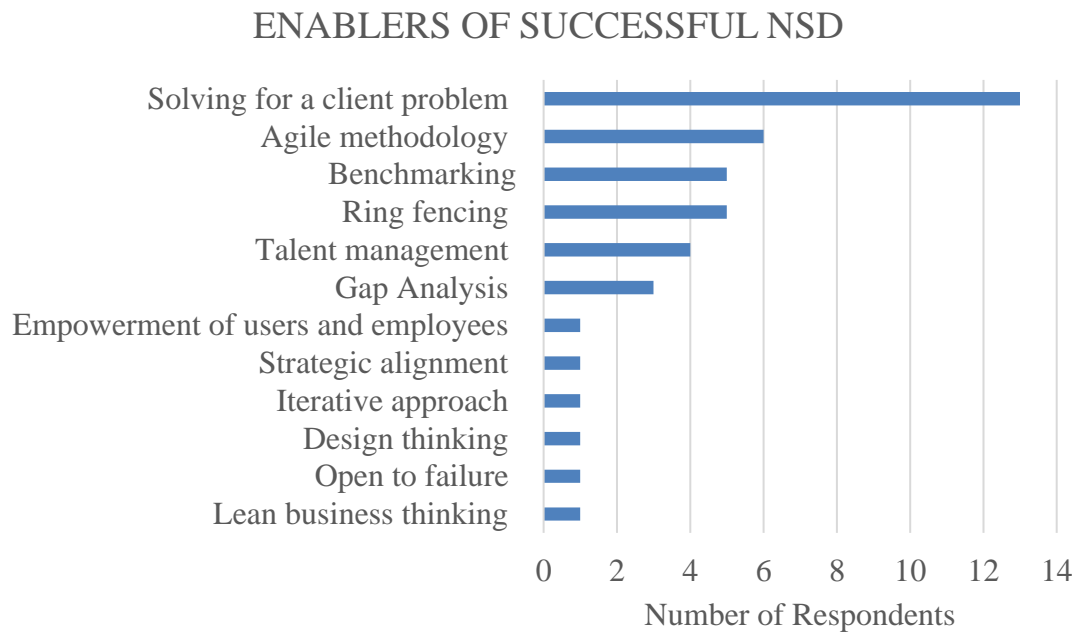 ENABLERS OF SUCCESSFUL NSD
Solving for a client problem
Agile methodology
Benchmarking
Ring fencing
Talent management
Gap Analysis
Empowerment of users and employees
Strategic alignment
Iterative approach
Design thinking
Open to failure
Lean business thinking
0 2 4 6 8 10 12 14
Number of Respondents